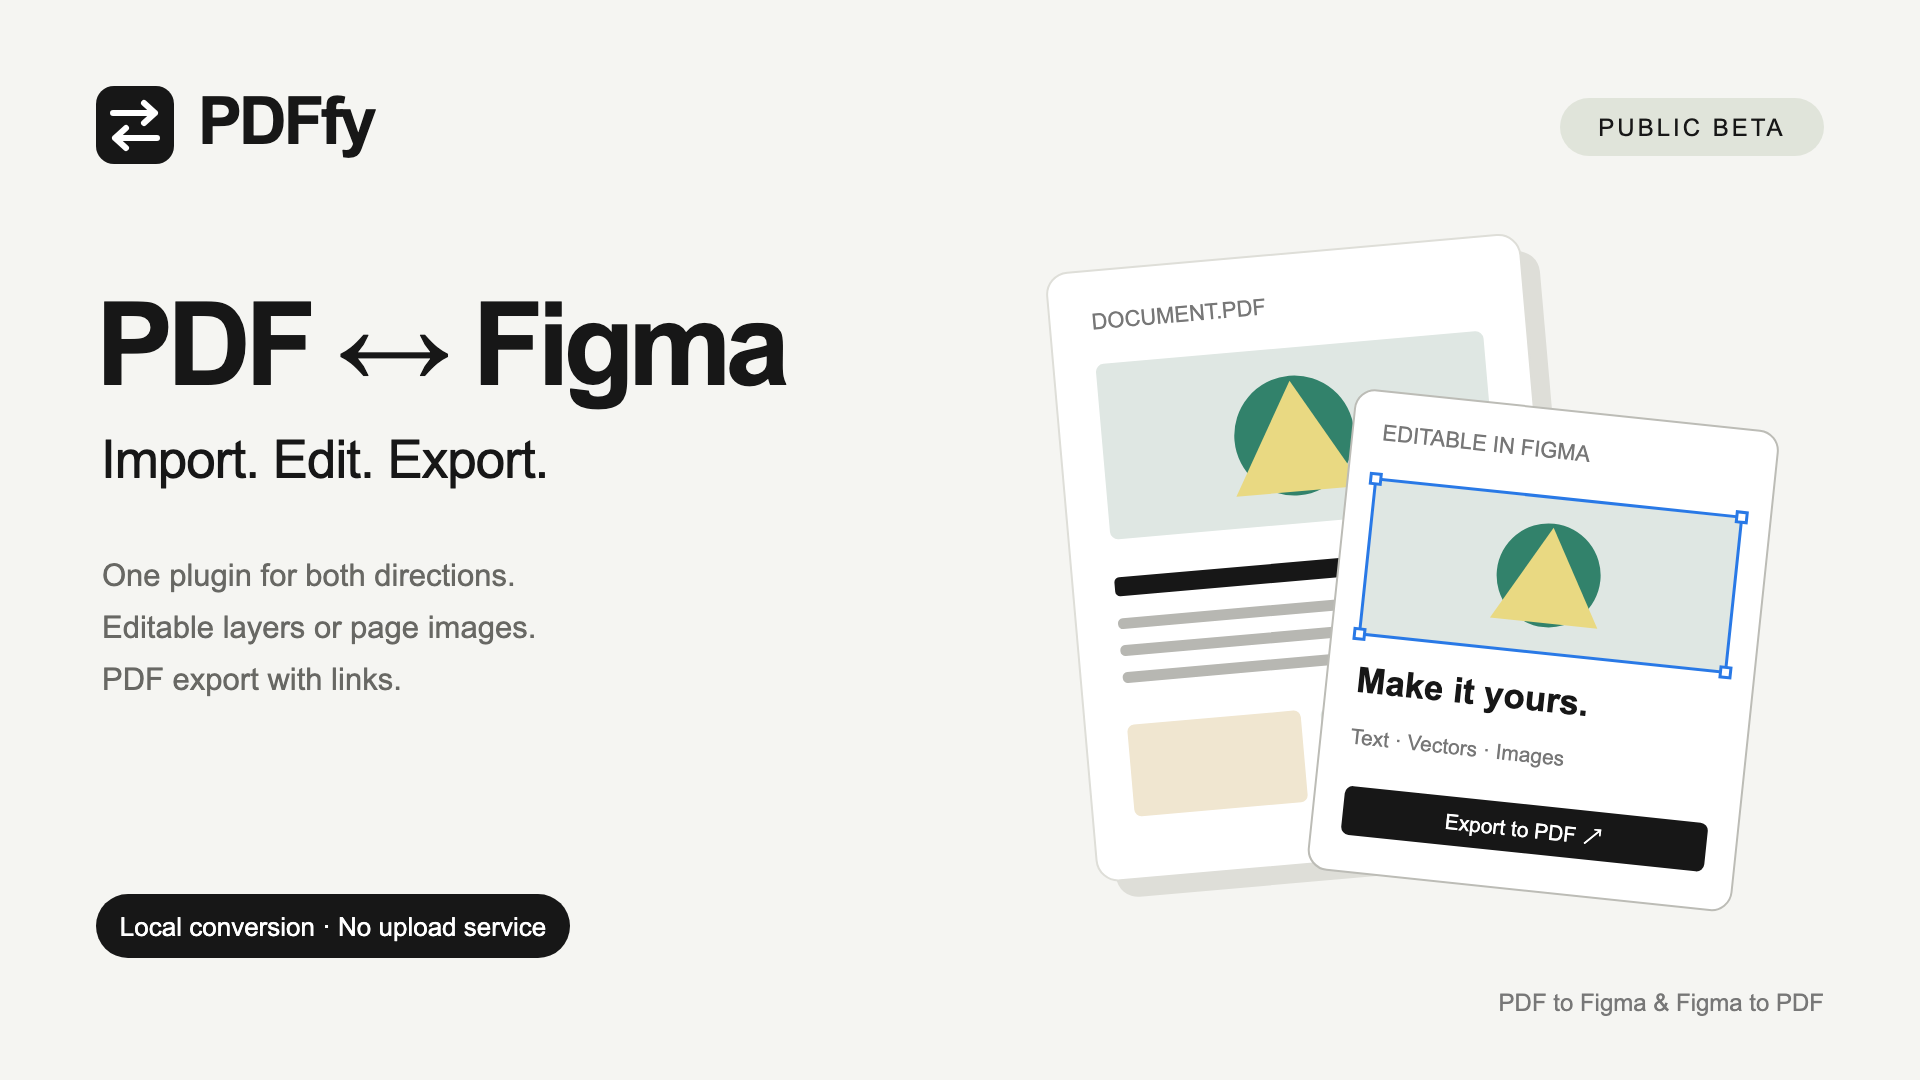 PDFfy
PUBLIC BETA
PDF ↔ Figma
Import. Edit. Export.
One plugin for both directions.
Editable layers or page images.
PDF export with links.
Local conversion · No upload service
DOCUMENT.PDF
EDITABLE IN FIGMA
Make it yours.
Text · Vectors · Images
Export to PDF ↗
PDF to Figma & Figma to PDF